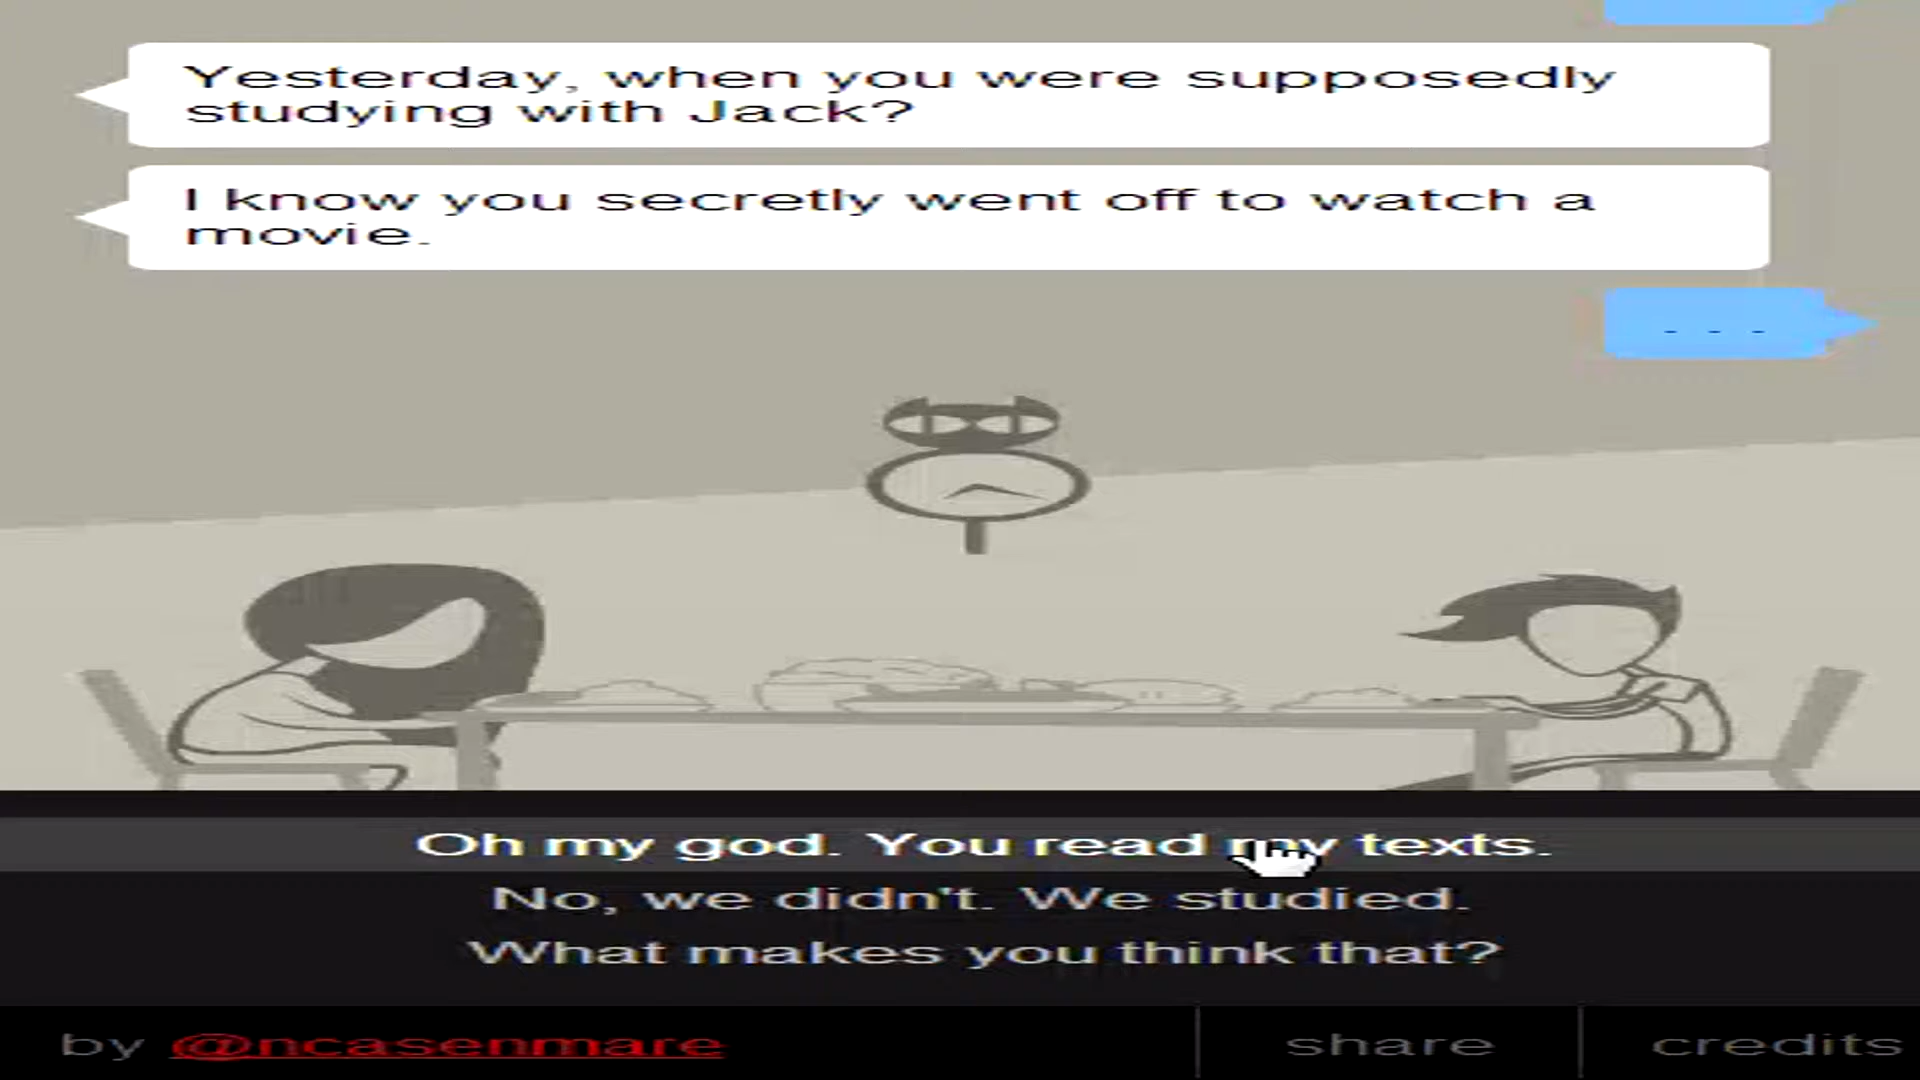 Yesterday, when you were supposedly
studying with Jack?
I know you secretly went off to watch a
movie.
. . .
Oh my god. You read my texts.
No, we didn't. We studied.
What makes you think that?
by @ncasenmare
share
credits